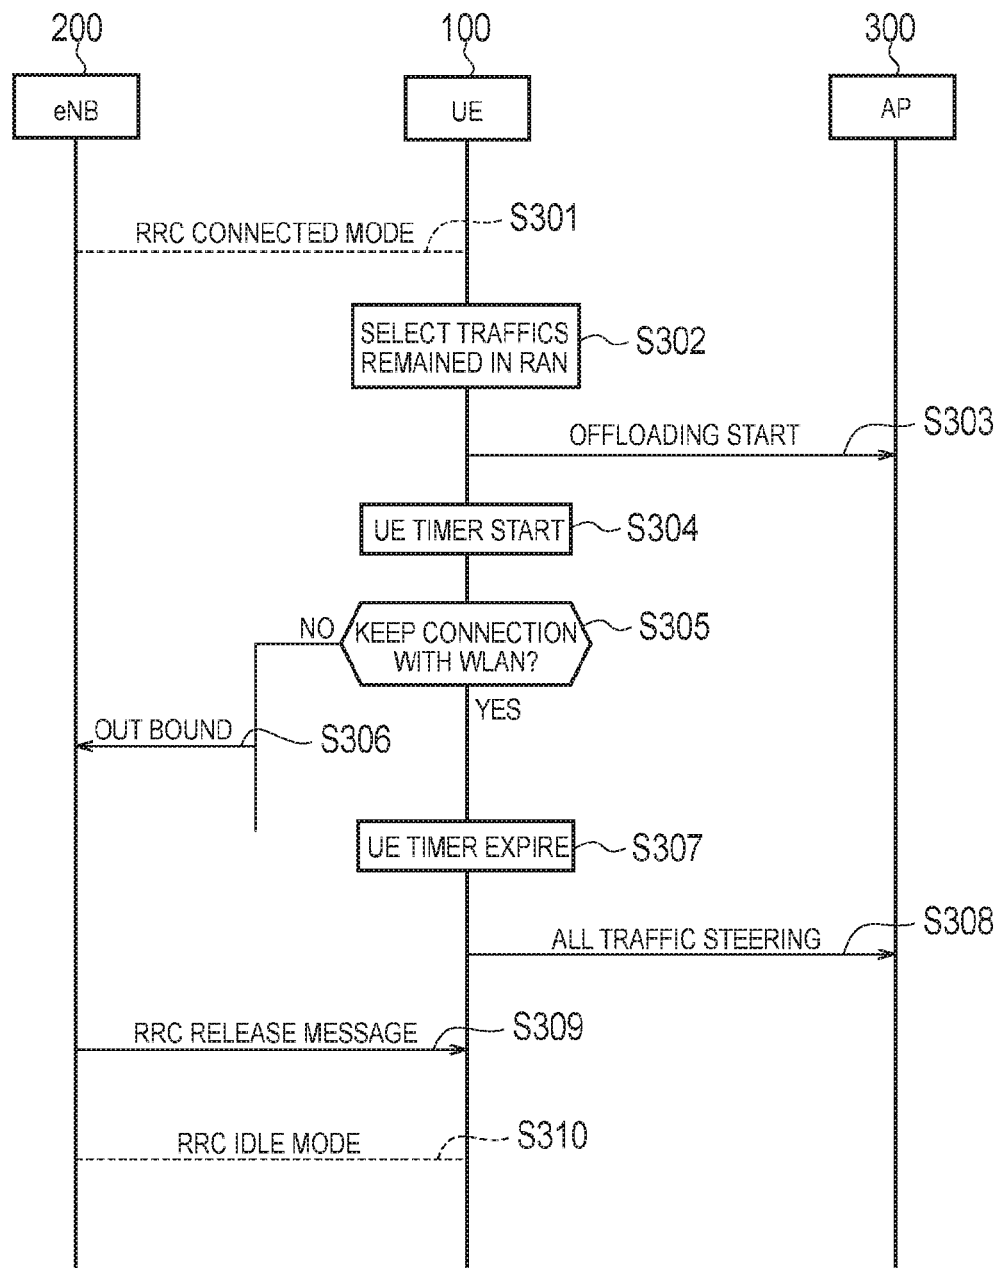 200
100
300
eNB
UE
AP
S301
RRC CONNECTED MODE
SELECT TRAFFICS
REMAINED IN RAN
S302
S303
OFFLOADING START
UE TIMER START
S304
NO
KEEP CONNECTION
WITH WLAN?
S305
YES
OUT BOUND
S306
UE TIMER EXPIRE
S307
S308
ALL TRAFFIC STEERING
S309
RRC RELEASE MESSAGE
S310
RRC IDLE MODE